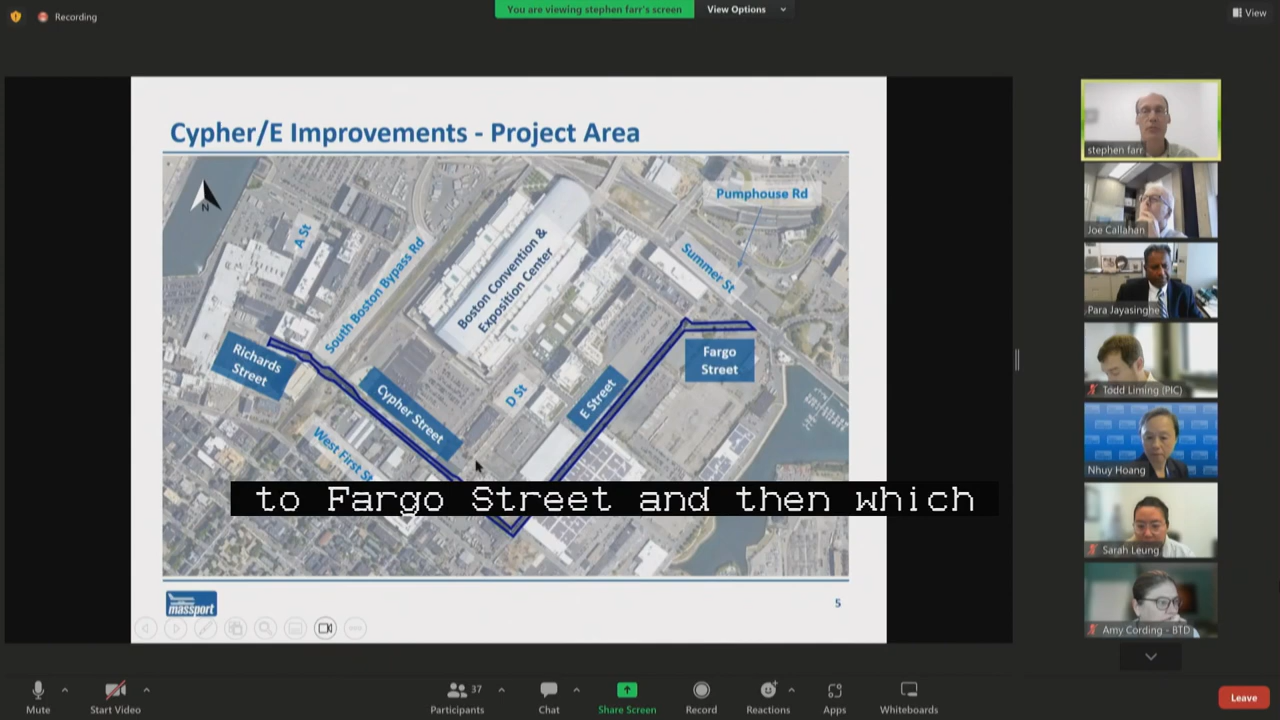 You are viewing stephen farr's screen
View Options
Recording
View
Cypher/E Improvements - Project Area
Pumphouse Rd
N
A St
South Boston Bypass Rd
Boston Convention &
Exposition Center
Summer St
Richards
Street
Cypher Street
D St
E Street
Fargo
Street
West First St
to Fargo Street and then which
massport
5
stephen farr
Joe Callahan
Para Jayasinghe
Todd Liming (PIC)
Nhuy Hoang
Sarah Leung
Amy Cording - BTD
Mute
Start Video
37
Participants
Chat
Share Screen
Record
Reactions
Apps
Whiteboards
Leave